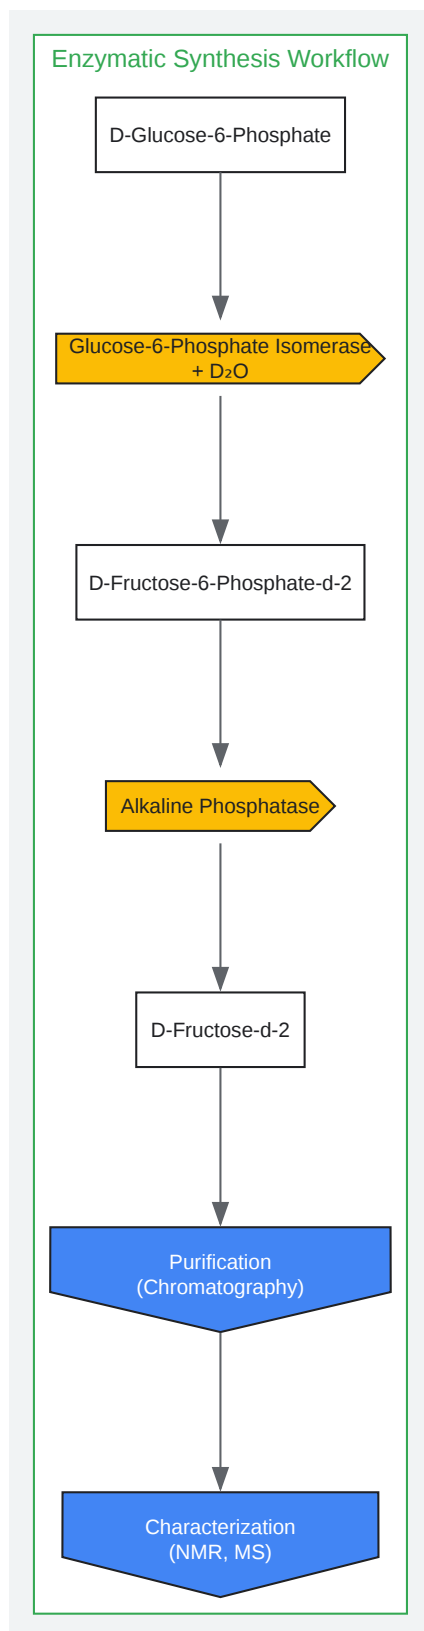 Enzymatic Synthesis Workflow
D-Glucose-6-Phosphate
Glucose-6-Phosphate Isomerase
+ D₂O
D-Fructose-6-Phosphate-d-2
Alkaline Phosphatase
D-Fructose-d-2
Purification
(Chromatography)
Characterization
(NMR, MS)